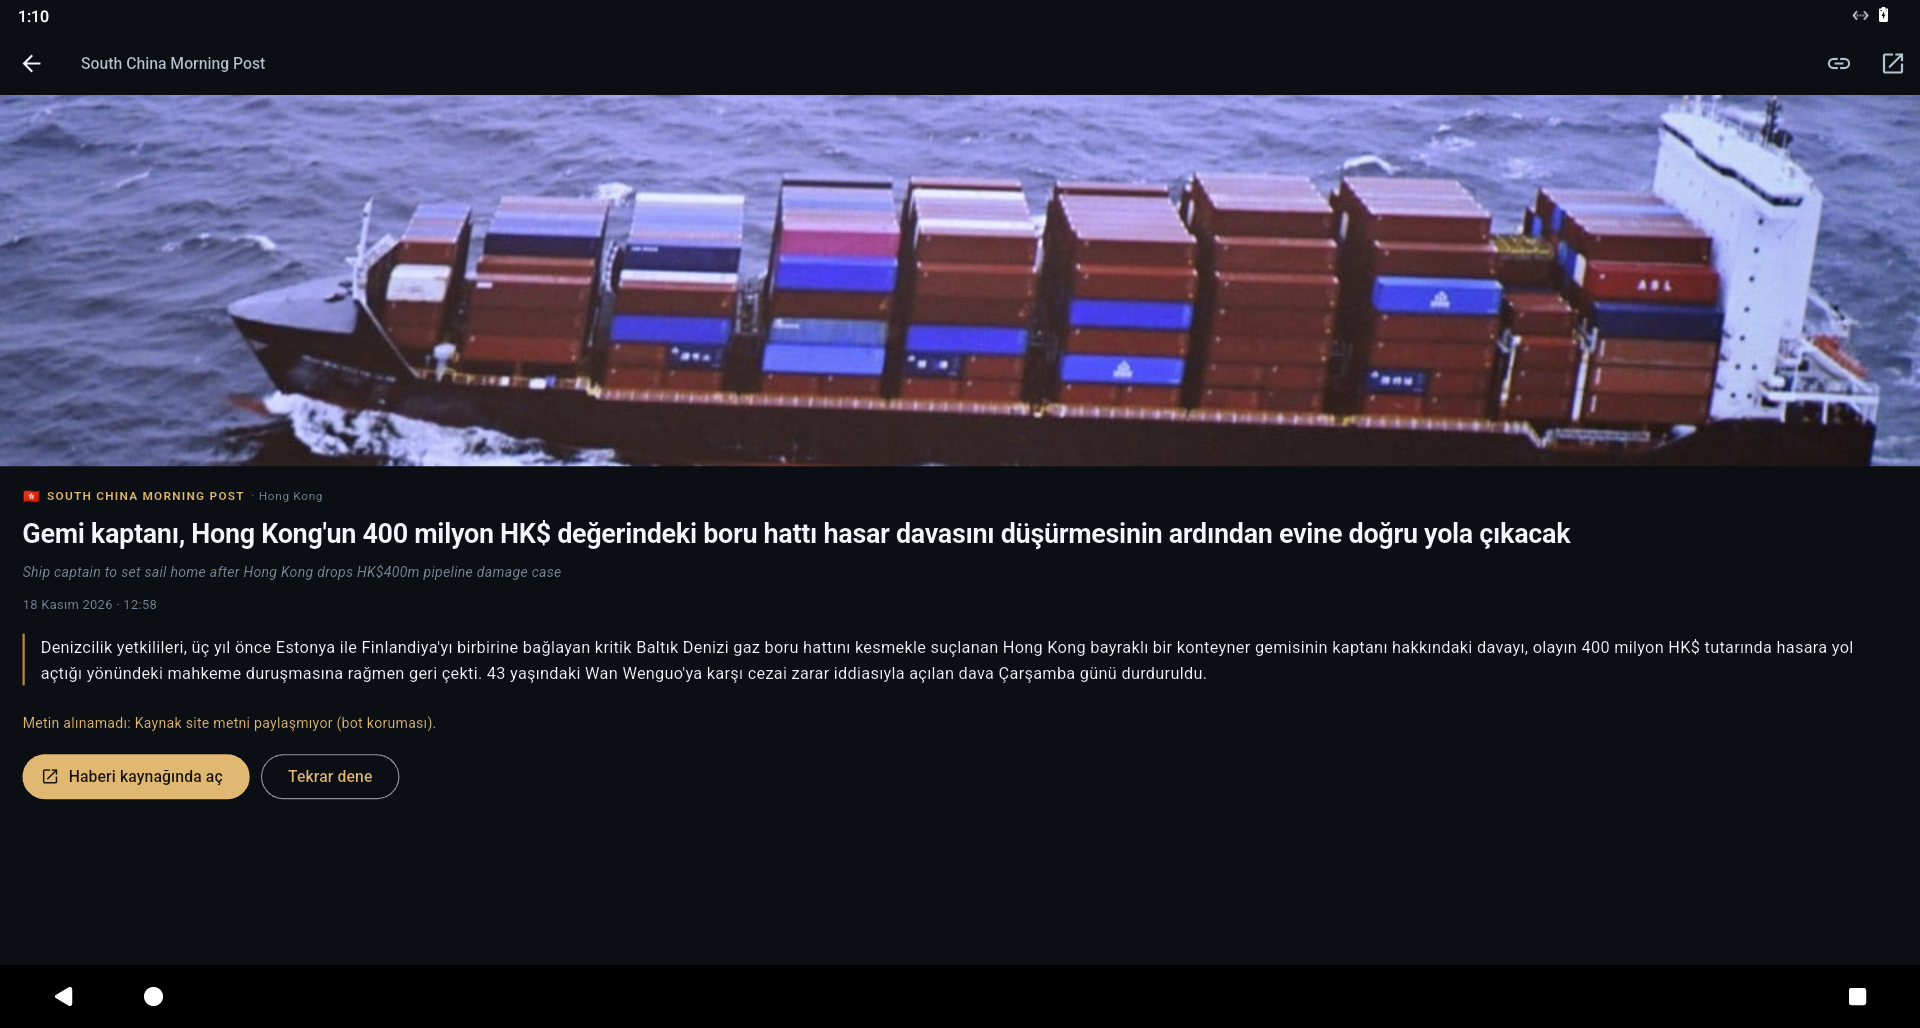 1:10
South China Morning Post
ASL
SOUTH CHINA MORNING POST · Hong Kong
Gemi kaptanı, Hong Kong'un 400 milyon HK$ değerindeki boru hattı hasar davasını düşürmesinin ardından evine doğru yola çıkacak
Ship captain to set sail home after Hong Kong drops HK$400m pipeline damage case
18 Kasım 2026 · 12:58
Denizcilik yetkilileri, üç yıl önce Estonya ile Finlandiya'yı birbirine bağlayan kritik Baltık Denizi gaz boru hattını kesmekle suçlanan Hong Kong bayraklı bir konteyner gemisinin kaptanı hakkındaki davayı, olayın 400 milyon HK$ tutarında hasara yol
açtığı yönündeki mahkeme duruşmasına rağmen geri çekti. 43 yaşındaki Wan Wenguo'ya karşı cezai zarar iddiasıyla açılan dava Çarşamba günü durduruldu.
Metin alınamadı: Kaynak site metni paylaşmıyor (bot koruması).
Haberi kaynağında aç
Tekrar dene